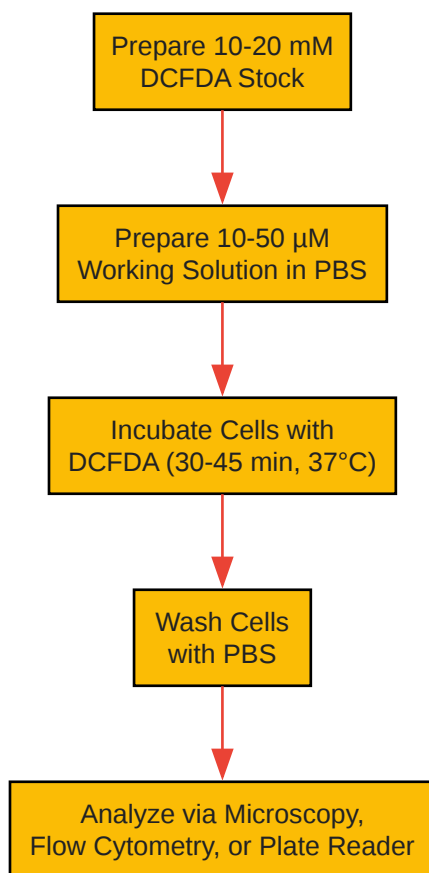 Prepare 10-20 mM
DCFDA Stock
Prepare 10-50 µM
Working Solution in PBS
Incubate Cells with
DCFDA (30-45 min, 37°C)
Wash Cells
with PBS
Analyze via Microscopy,
Flow Cytometry, or Plate Reader